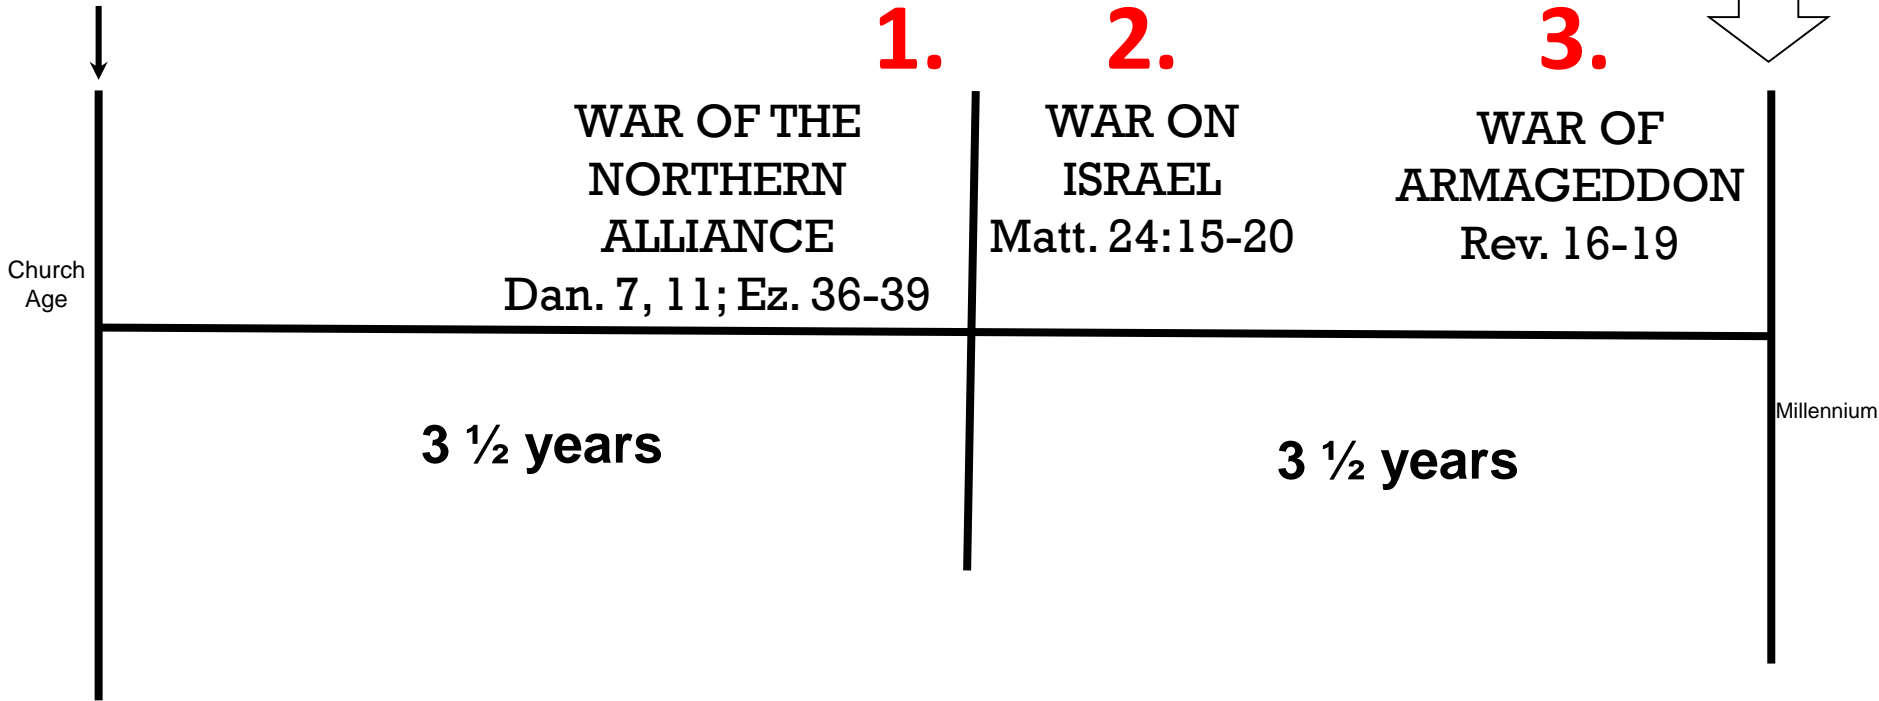 1.
2.
3.
WAR OF THE
NORTHERN
ALLIANCE
Dan. 7, 11; Ez. 36-39
WAR ON
ISRAEL
Matt. 24:15-20
WAR OF
ARMAGEDDON
Rev. 16-19
Church
Age
Millennium
3 ½ years
3 ½ years